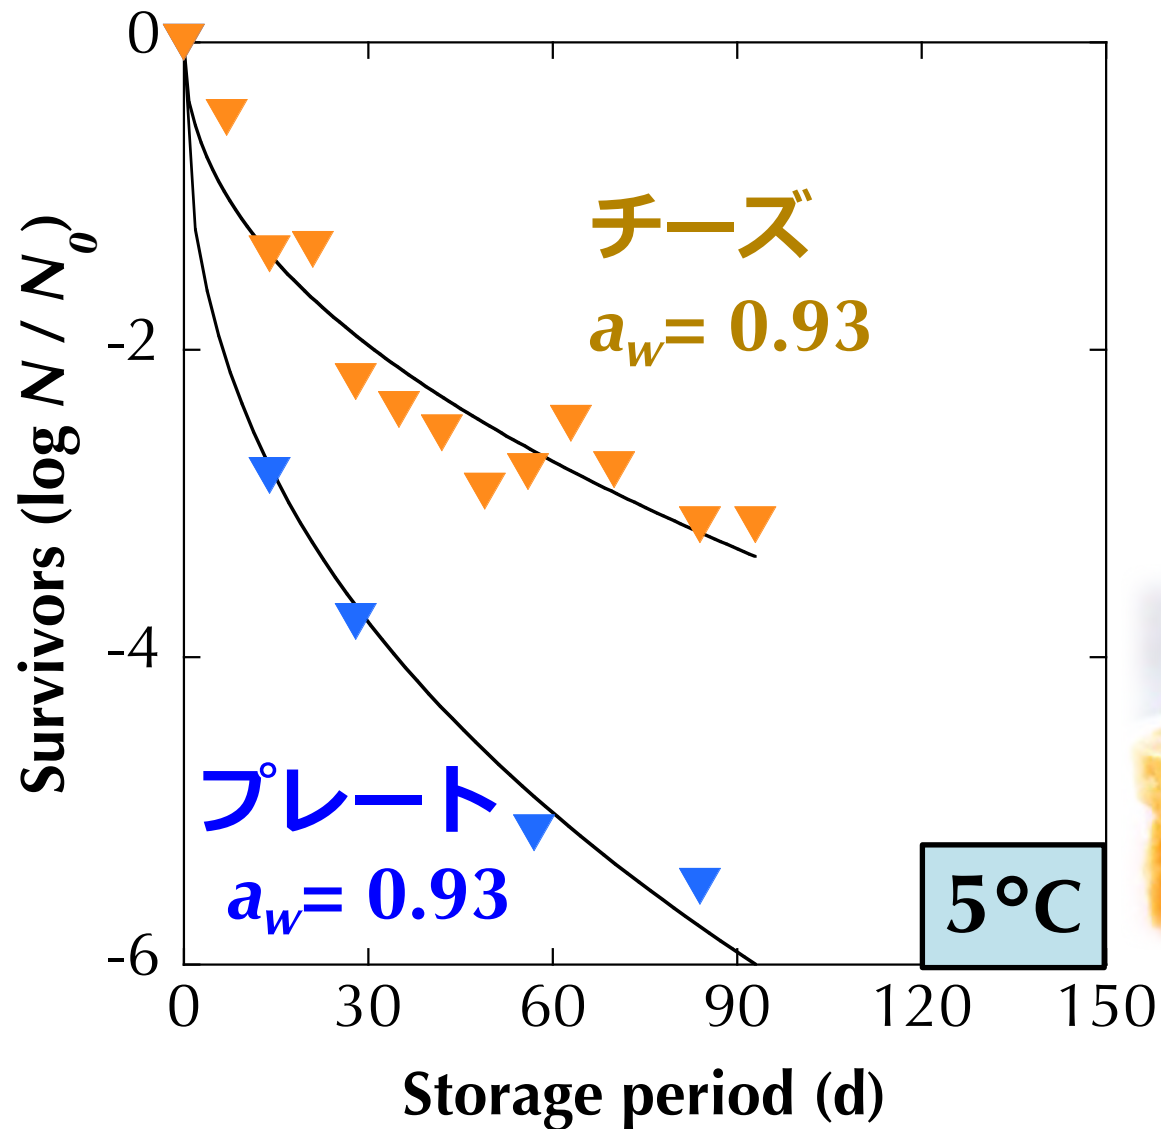 0
-2
-4
-6
Survivors (log N / N0)
チーズ
aw= 0.93
プレート
aw= 0.93
5°C
0 30 60 90 120 150
Storage period (d)